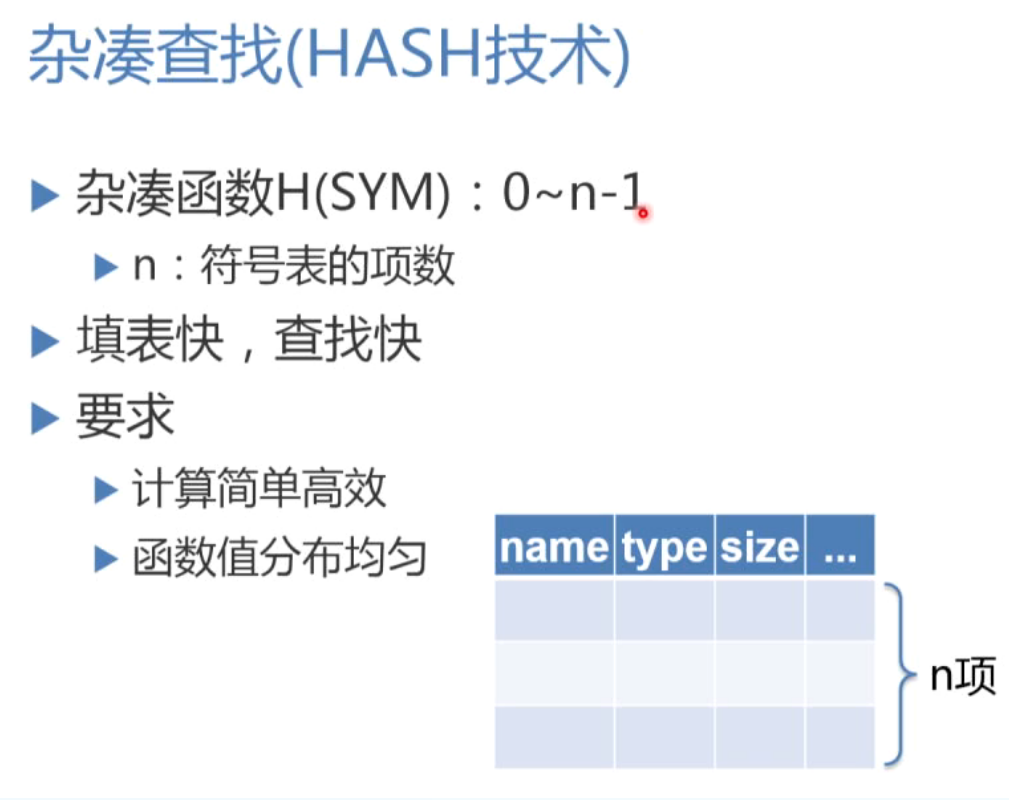 杂凑查找(HASH技术)
杂凑函数H(SYM)：0~n-1
n：符号表的项数
填表快，查找快
要求
计算简单高效
函数值分布均匀
name type size ...
n项